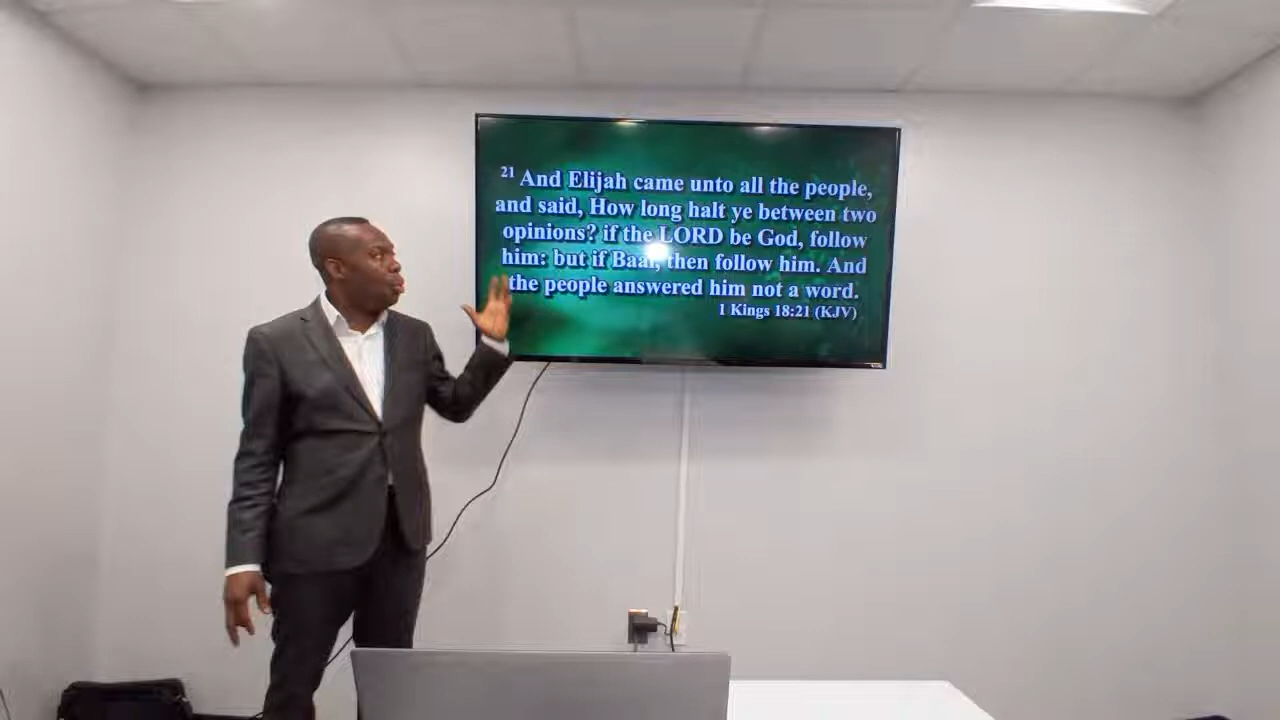 21 And Elijah came unto all the people,
and said, How long halt ye between two
opinions? if the LORD be God, follow
him: but if Baal, then follow him. And
the people answered him not a word.
1 Kings 18:21 (KJV)